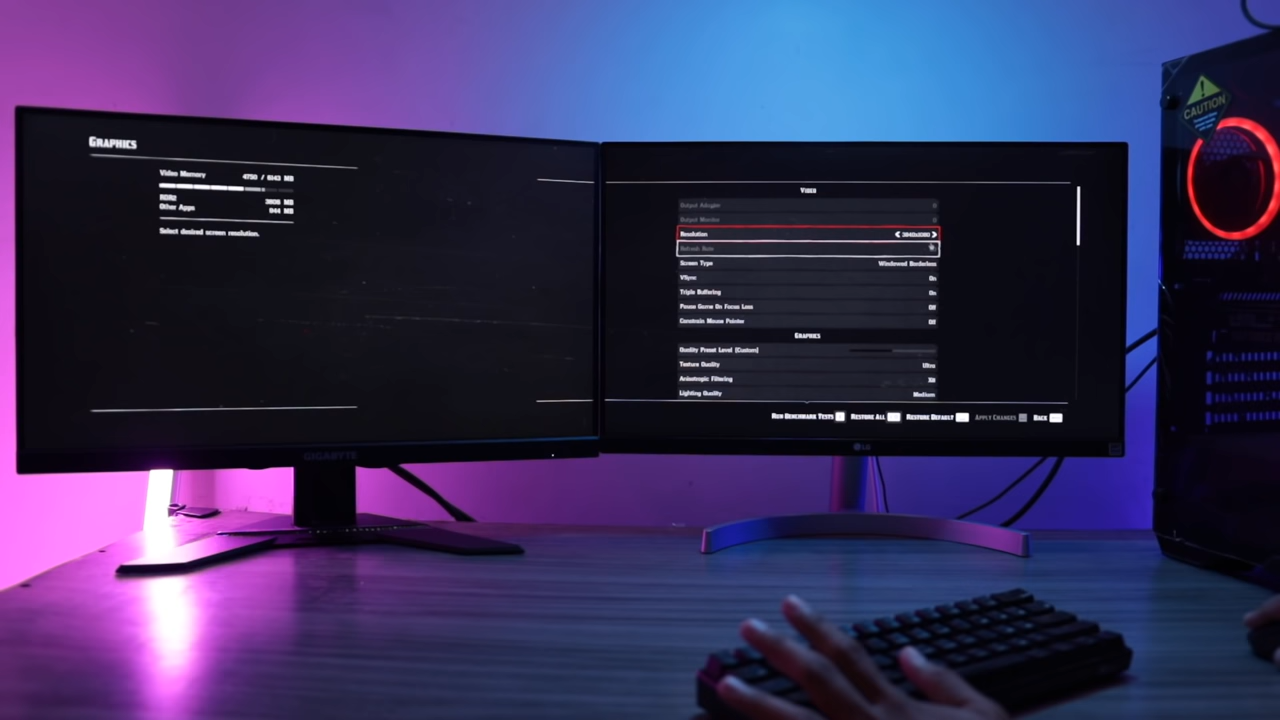 GRAPHICS
Video Memory 4750 / 6143 MB
RDR2 3806 MB
Other Apps 944 MB
Select desired screen resolution.
GIGABYTE
VIDEO
Output Adapter 0
Output Monitor 0
Resolution 3840x1080
Refresh Rate
Screen Type Windowed Borderless
VSync On
Triple Buffering On
Pause Game On Focus Loss Off
Constrain Mouse Pointer Off
GRAPHICS
Quality Preset Level [Custom]
Texture Quality Ultra
Anisotropic Filtering
Lighting Quality Medium
RUN BENCHMARK TESTS RESTORE ALL RESTORE DEFAULT APPLY CHANGES BACK
LG
CAUTION